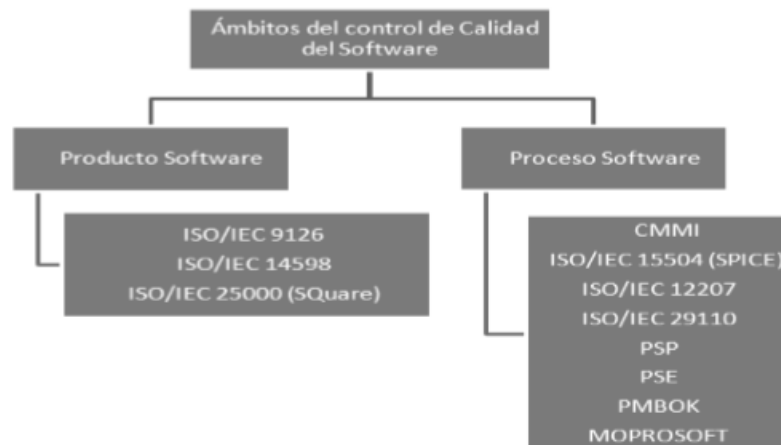 Ámbitos del control de Calidad
del Software
Producto Software
Proceso Software
ISO/IEC 9126
ISO/IEC 14598
ISO/IEC 25000 (SQuare)
CMMI
ISO/IEC 15504 (SPICE)
ISO/IEC 12207
ISO/IEC 29110
PSP
PSE
PMBOK
MOPROSOFT